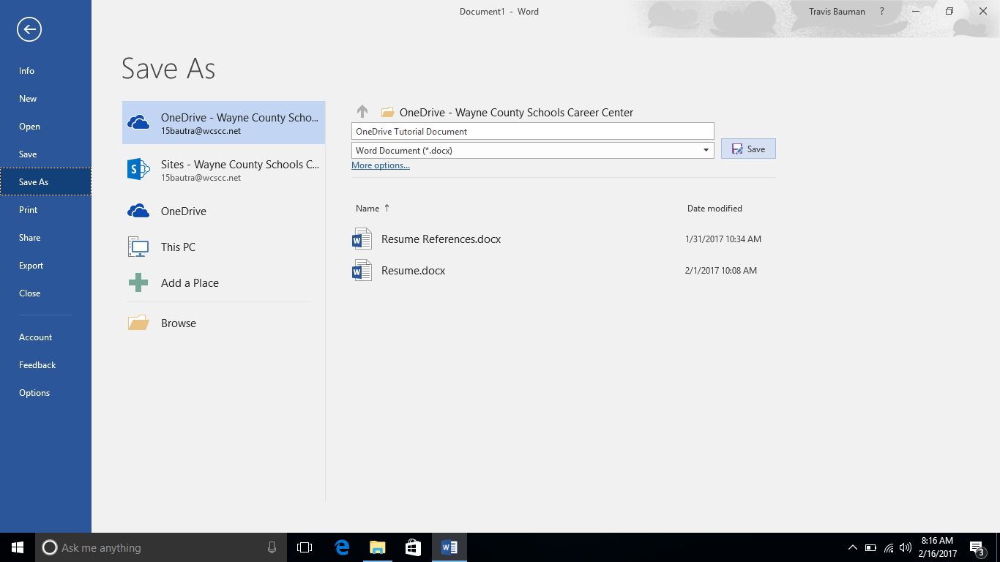 Document1 - Word
Travis Bauman ?
Info
New
Open
Save
Save As
Print
Share
Export
Close
Account
Feedback
Options
Save As
OneDrive - Wayne County Scho...
15bautra@wcscc.net
Sites - Wayne County Schools C...
15bautra@wcscc.net
OneDrive
This PC
Add a Place
Browse
OneDrive - Wayne County Schools Career Center
OneDrive Tutorial Document
Word Document (*.docx)
Save
More options...
Name Date modified
Resume References.docx 1/31/2017 10:34 AM
Resume.docx 2/1/2017 10:08 AM
Ask me anything
8:16 AM
2/16/2017
3